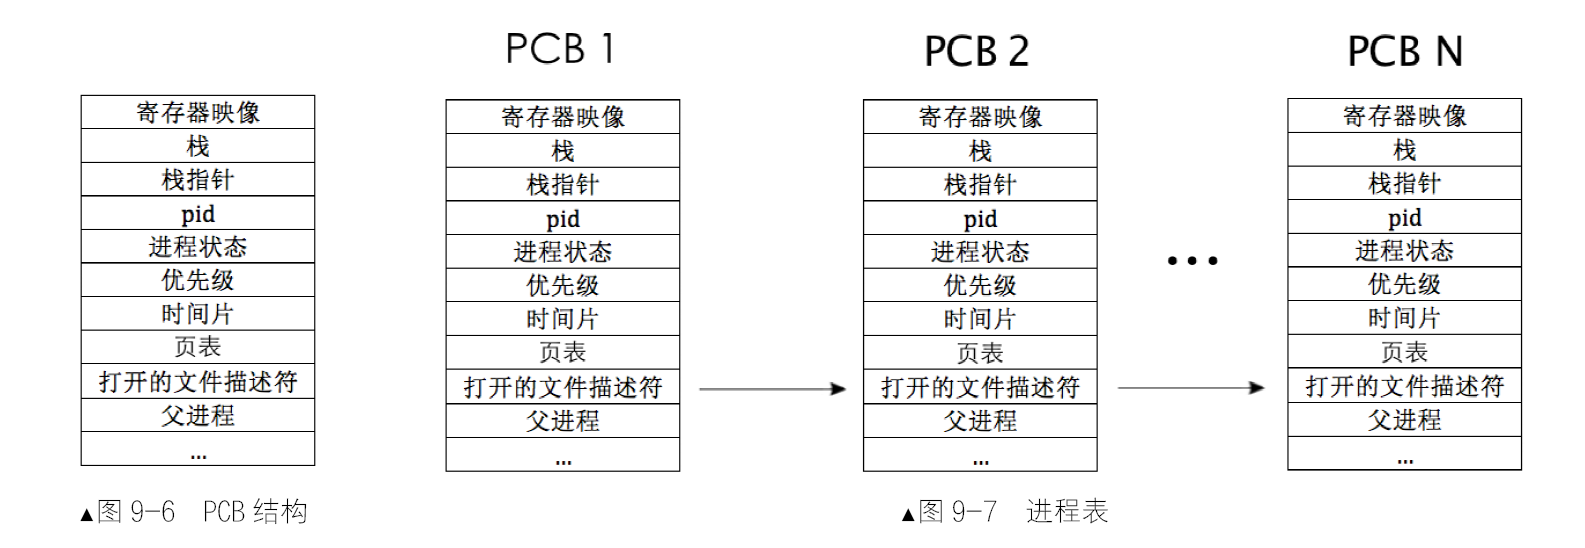 寄存器映像
栈
栈指针
pid
进程状态
优先级
时间片
页表
打开的文件描述符
父进程
...
▲图 9-6 PCB 结构
PCB 1
寄存器映像
栈
栈指针
pid
进程状态
优先级
时间片
页表
打开的文件描述符
父进程
...
PCB 2
寄存器映像
栈
栈指针
pid
进程状态
优先级
时间片
页表
打开的文件描述符
父进程
...
...
PCB N
寄存器映像
栈
栈指针
pid
进程状态
优先级
时间片
页表
打开的文件描述符
父进程
...
▲图 9-7 进程表